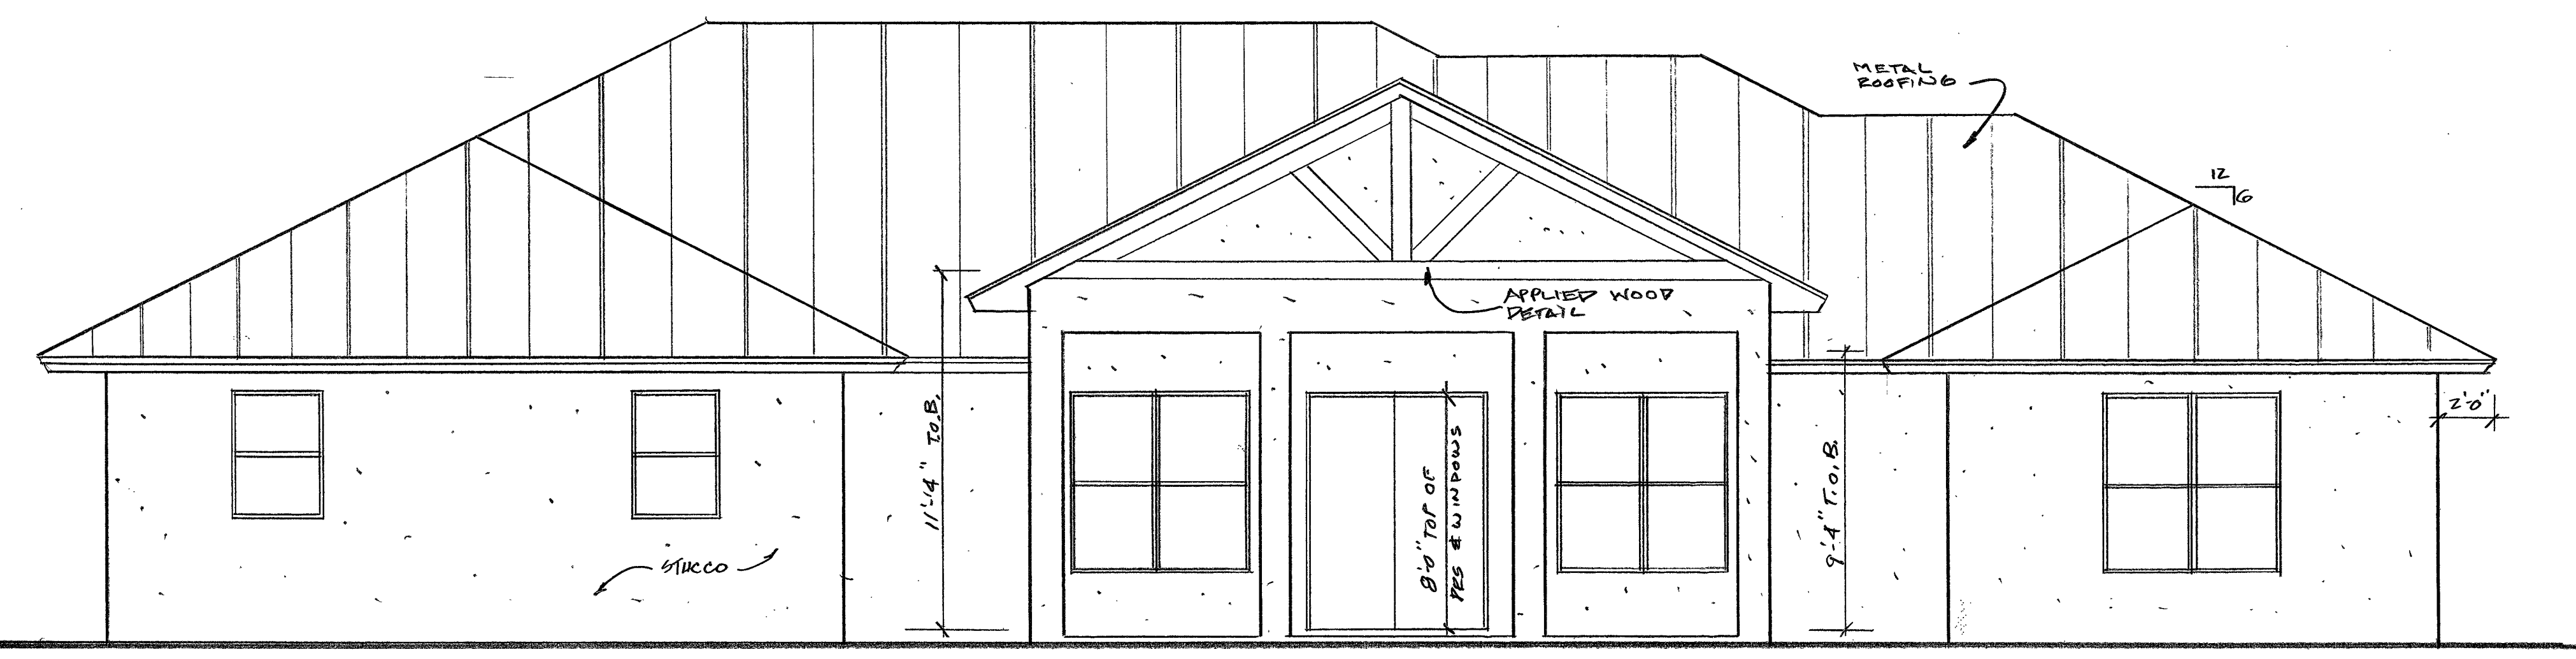 METAL
ROOFING
12
6
APPLIED WOOD
DETAIL
11'-4" T.O.B.
8'-0" TOP OF
DRS & WINDOWS
9'-4" T.O.B.
2'-0"
STUCCO